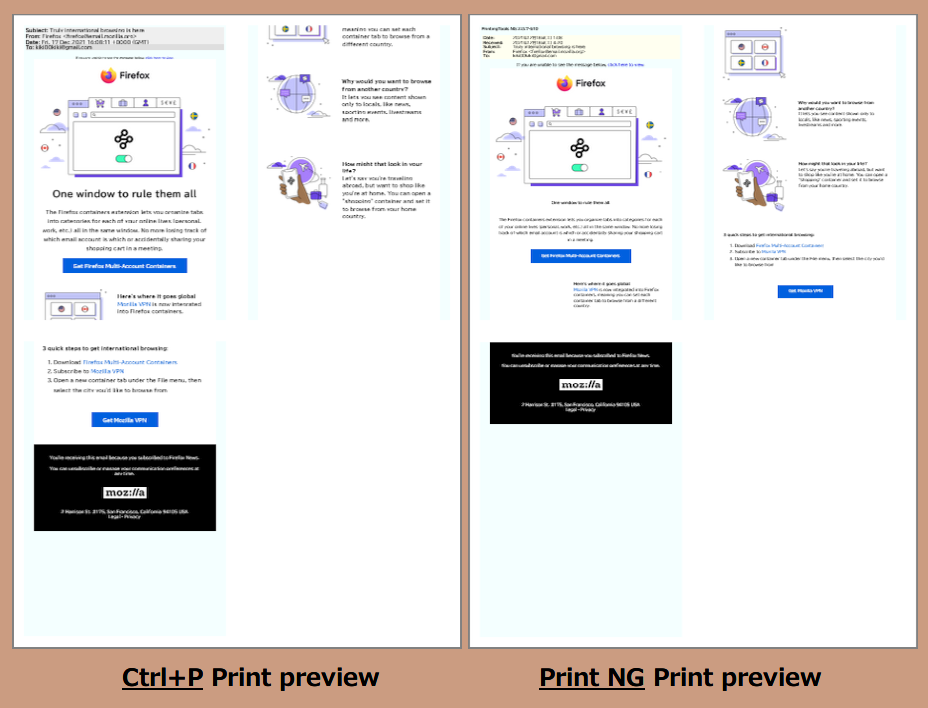 Subject: Truly international browsing is here
From: Firefox <firefox@email.mozilla.org>
Date: Fri, 17 Dec 2021
To:
Firefox
One window to rule them all
The Firefox containers extension lets you organize tabs
into categories for each of your online lives (personal,
work, etc.) all in the same window. No more losing track of
which email account is which or accidentally sharing your
shopping cart in a meeting.
Get Firefox Multi-Account Containers
Here's where it goes global
Mozilla VPN is now integrated
into Firefox Containers,
meaning you can set each
container tab to browse from a
different country.
Why would you want to browse
from another country?
It lets you see content shown
only to locals, like news,
sporting events, livestreams
and more.
How might that look in your
life?
Let's say you're traveling
abroad, but want to shop like
you're at home. You can open a
"shopping" container and set it
to browse from your home
country.
3 quick steps to get international browsing:
1. Download Firefox Multi-Account Containers
2. Subscribe to Mozilla VPN
3. Open a new container tab under the File menu, then
select the city you'd like to browse from
Get Mozilla VPN
You're receiving this email because you subscribed to Firefox News.
You can unsubscribe or manage your communication preferences at
any time.
moz://a
2 Harrison St. #175, San Francisco, California 94105 USA
Legal • Privacy
Ctrl+P Print preview
Date:
Received:
Subject: Truly international browsing is here
From: Firefox <firefox@email.mozilla.org>
To:
If you are unable to see the message below, click here to view.
Firefox
One window to rule them all
The Firefox containers extension lets you organize tabs into categories for each
of your online lives (personal, work, etc.) all in the same window. No more losing
track of which email account is which or accidentally sharing your shopping cart
in a meeting.
Get Firefox Multi-Account Containers
Here's where it goes global
Mozilla VPN is now integrated into Firefox
Containers, meaning you can set each
container tab to browse from a different
country.
Why would you want to browse from
another country?
It lets you see content shown only to
locals, like news, sporting events,
livestreams and more.
How might that look in your life?
Let's say you're traveling abroad, but want
to shop like you're at home. You can open a
"shopping" container and set it to browse
from your home country.
3 quick steps to get international browsing:
1. Download Firefox Multi-Account Containers
2. Subscribe to Mozilla VPN
3. Open a new container tab under the File menu, then select the city you'd
like to browse from
Get Mozilla VPN
You're receiving this email because you subscribed to Firefox News.
You can unsubscribe or manage your communication preferences at any time.
moz://a
2 Harrison St. #175, San Francisco, California 94105 USA
Legal • Privacy
Print NG Print preview